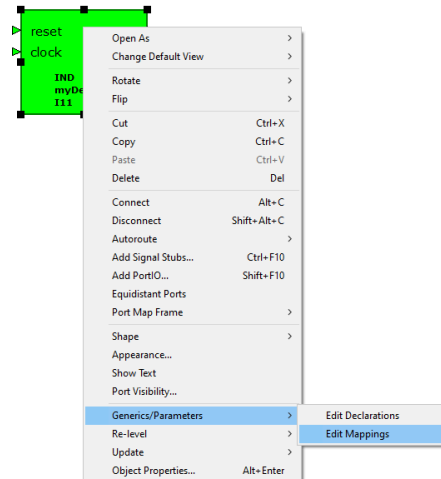 reset
clock
IND
myDe
I11
Open As
Change Default View
Rotate
Flip
Cut Ctrl+X
Copy Ctrl+C
Paste Ctrl+V
Delete Del
Connect Alt+C
Disconnect Shift+Alt+C
Autoroute
Add Signal Stubs... Ctrl+F10
Add PortIO... Shift+F10
Equidistant Ports
Port Map Frame
Shape
Appearance...
Show Text
Port Visibility...
Generics/Parameters
Edit Declarations
Edit Mappings
Re-level
Update
Object Properties... Alt+Enter